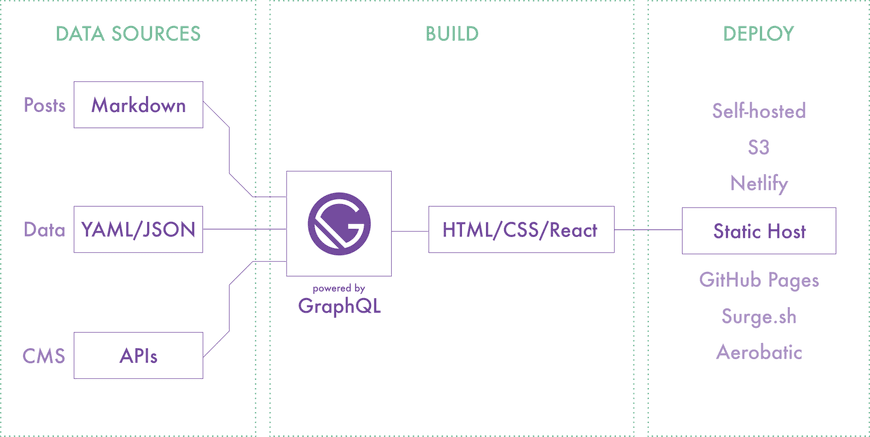 DATA SOURCES
BUILD
DEPLOY
Posts
Markdown
Data
YAML/JSON
CMS
APIs
powered by
GraphQL
HTML/CSS/React
Self-hosted
S3
Netlify
Static Host
GitHub Pages
Surge.sh
Aerobatic